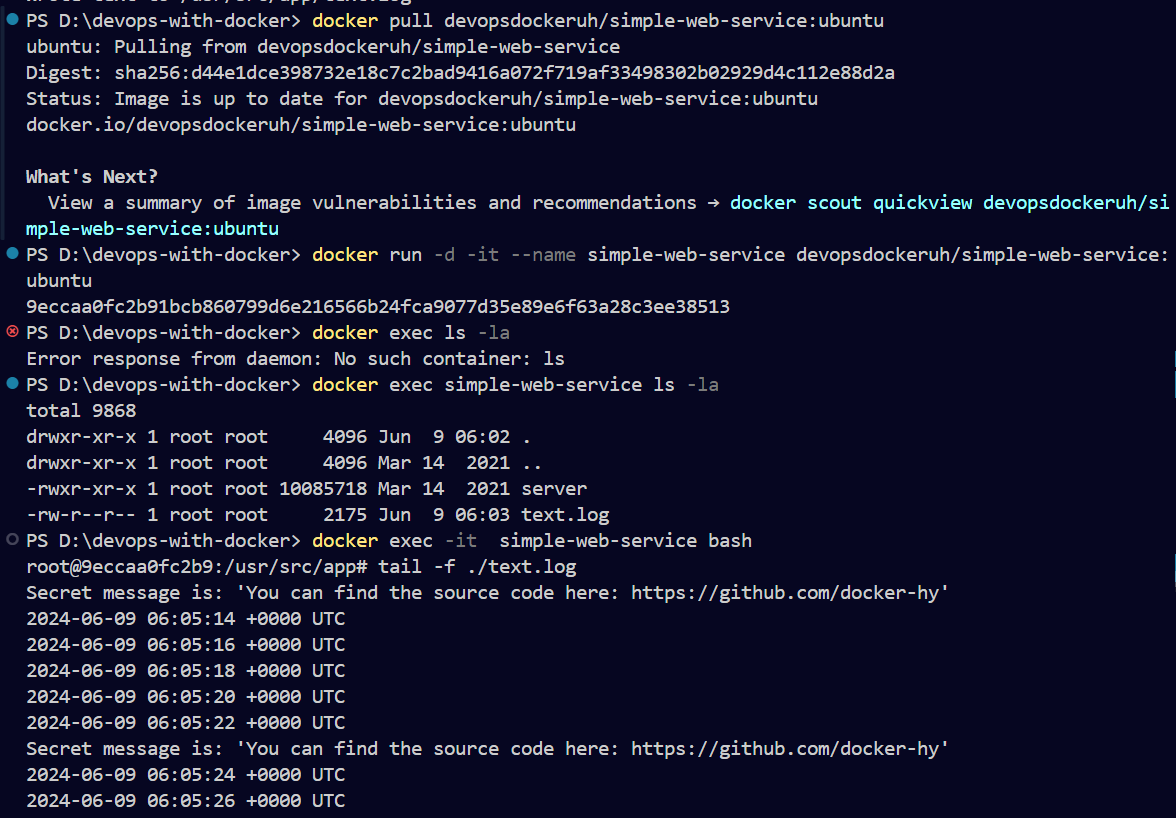 PS D:\devops-with-docker> docker pull devopsdockeruh/simple-web-service:ubuntu
ubuntu: Pulling from devopsdockeruh/simple-web-service
Digest: sha256:d44e1dce398732e18c7c2bad9416a072f719af33498302b02929d4c112e88d2a
Status: Image is up to date for devopsdockeruh/simple-web-service:ubuntu
docker.io/devopsdockeruh/simple-web-service:ubuntu
What's Next?
  View a summary of image vulnerabilities and recommendations → docker scout quickview devopsdockeruh/si
mple-web-service:ubuntu
PS D:\devops-with-docker> docker run -d -it --name simple-web-service devopsdockeruh/simple-web-service:
ubuntu
9eccaa0fc2b91bcb860799d6e216566b24fca9077d35e89e6f63a28c3ee38513
PS D:\devops-with-docker> docker exec ls -la
Error response from daemon: No such container: ls
PS D:\devops-with-docker> docker exec simple-web-service ls -la
total 9868
drwxr-xr-x 1 root root     4096 Jun  9 06:02 .
drwxr-xr-x 1 root root     4096 Mar 14  2021 ..
-rwxr-xr-x 1 root root 10085718 Mar 14  2021 server
-rw-r--r-- 1 root root     2175 Jun  9 06:03 text.log
PS D:\devops-with-docker> docker exec -it  simple-web-service bash
root@9eccaa0fc2b9:/usr/src/app# tail -f ./text.log
Secret message is: 'You can find the source code here: https://github.com/docker-hy'
2024-06-09 06:05:14 +0000 UTC
2024-06-09 06:05:16 +0000 UTC
2024-06-09 06:05:18 +0000 UTC
2024-06-09 06:05:20 +0000 UTC
2024-06-09 06:05:22 +0000 UTC
Secret message is: 'You can find the source code here: https://github.com/docker-hy'
2024-06-09 06:05:24 +0000 UTC
2024-06-09 06:05:26 +0000 UTC